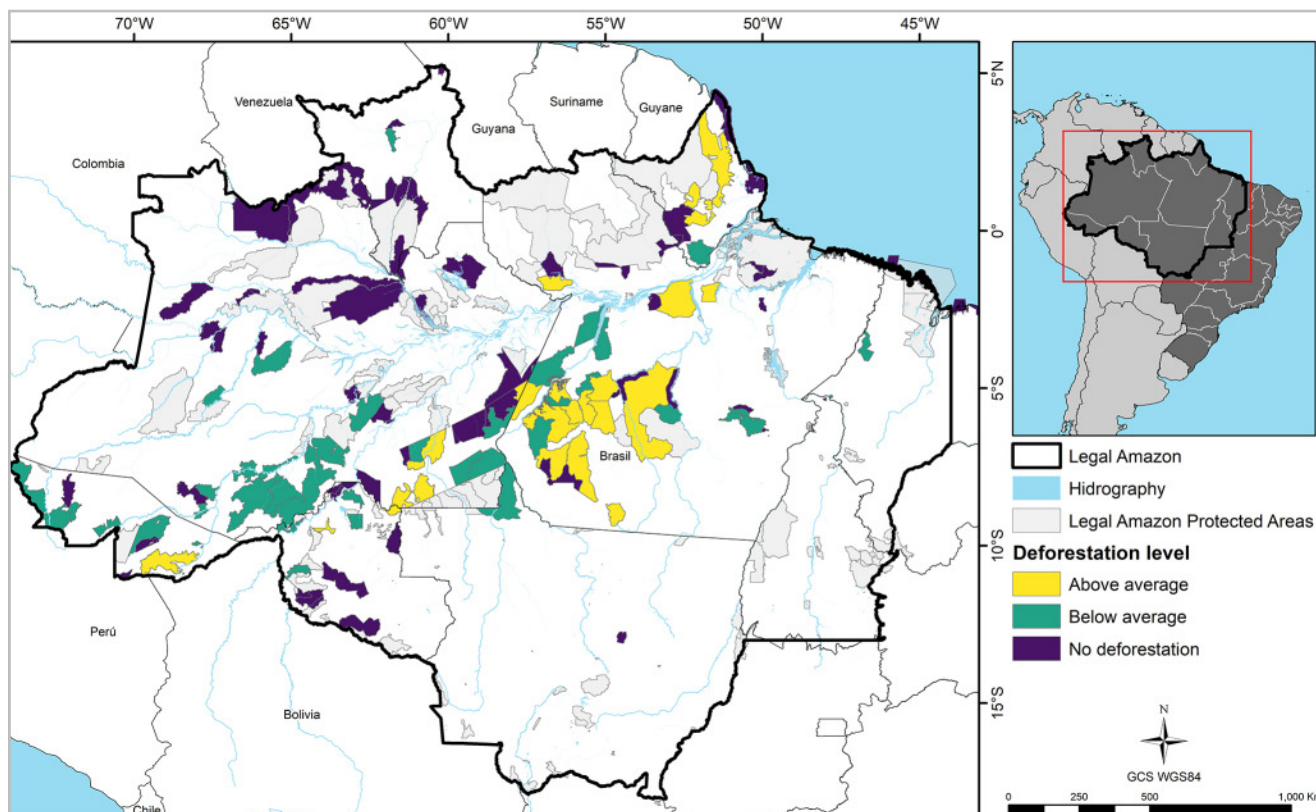 70°W 65°W 60°W 55°W 50°W 45°W
5°N
0°
5°S
10°S
15°S
Venezuela
Suriname
Guyane
Guyana
Colombia
Brasil
Perú
Bolivia
Chile
Legal Amazon
Hidrography
Legal Amazon Protected Areas
Deforestation level
Above average
Below average
No deforestation
N
GCS WGS84
0 250 500 1,000